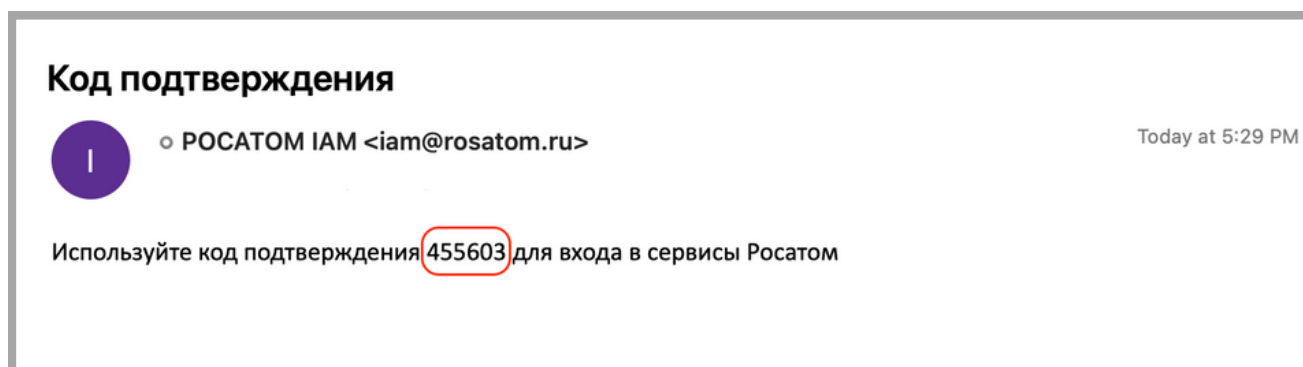 Код подтверждения
I
РОСАТОМ IAM <iam@rosatom.ru>
Today at 5:29 PM
Используйте код подтверждения 455603 для входа в сервисы Росатом